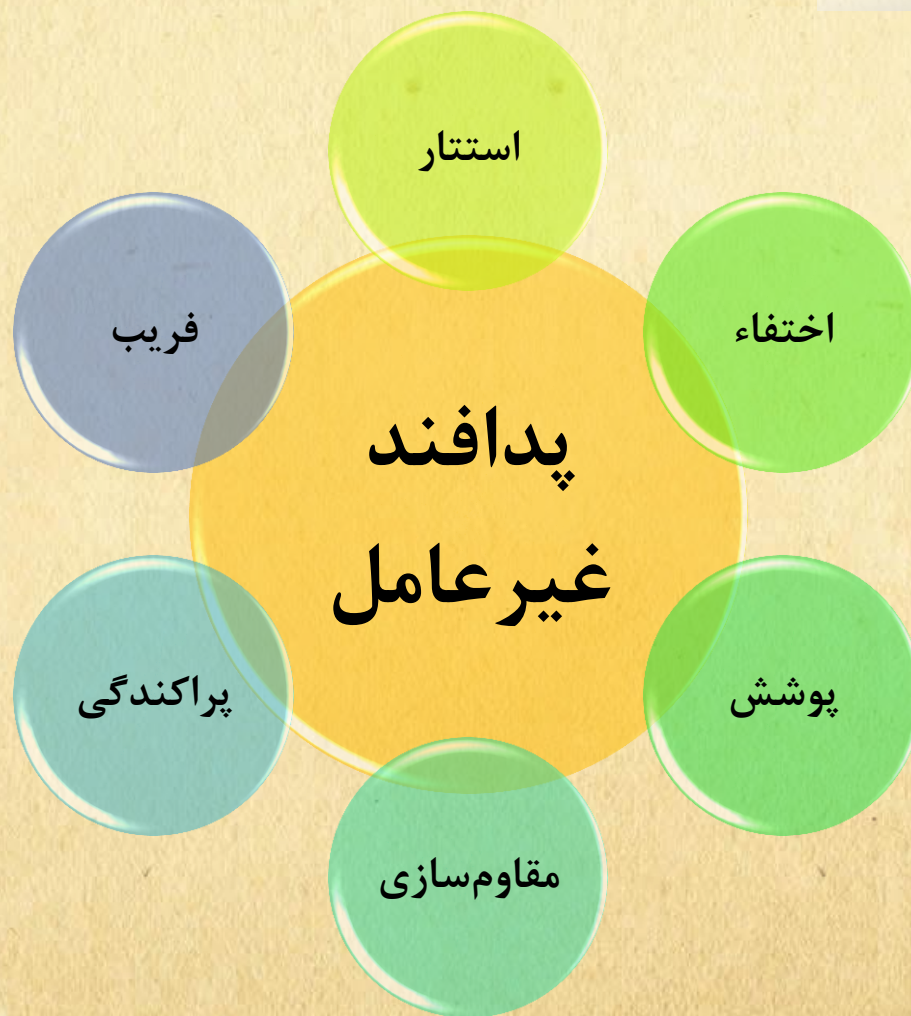 استتار
اختفاء
فریب
پدافند
غیرعامل
پوشش
پراکندگی
مقاوم‌سازی